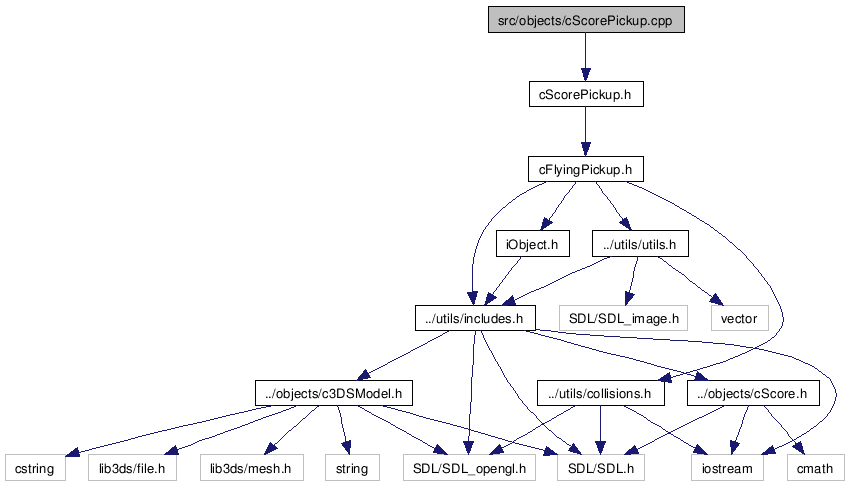 src/objects/cScorePickup.cpp
cScorePickup.h
cFlyingPickup.h
iObject.h
../utils/utils.h
../utils/includes.h
SDL/SDL_image.h
vector
../objects/c3DSModel.h
../utils/collisions.h
../objects/cScore.h
cstring
lib3ds/file.h
lib3ds/mesh.h
string
SDL/SDL_opengl.h
SDL/SDL.h
iostream
cmath